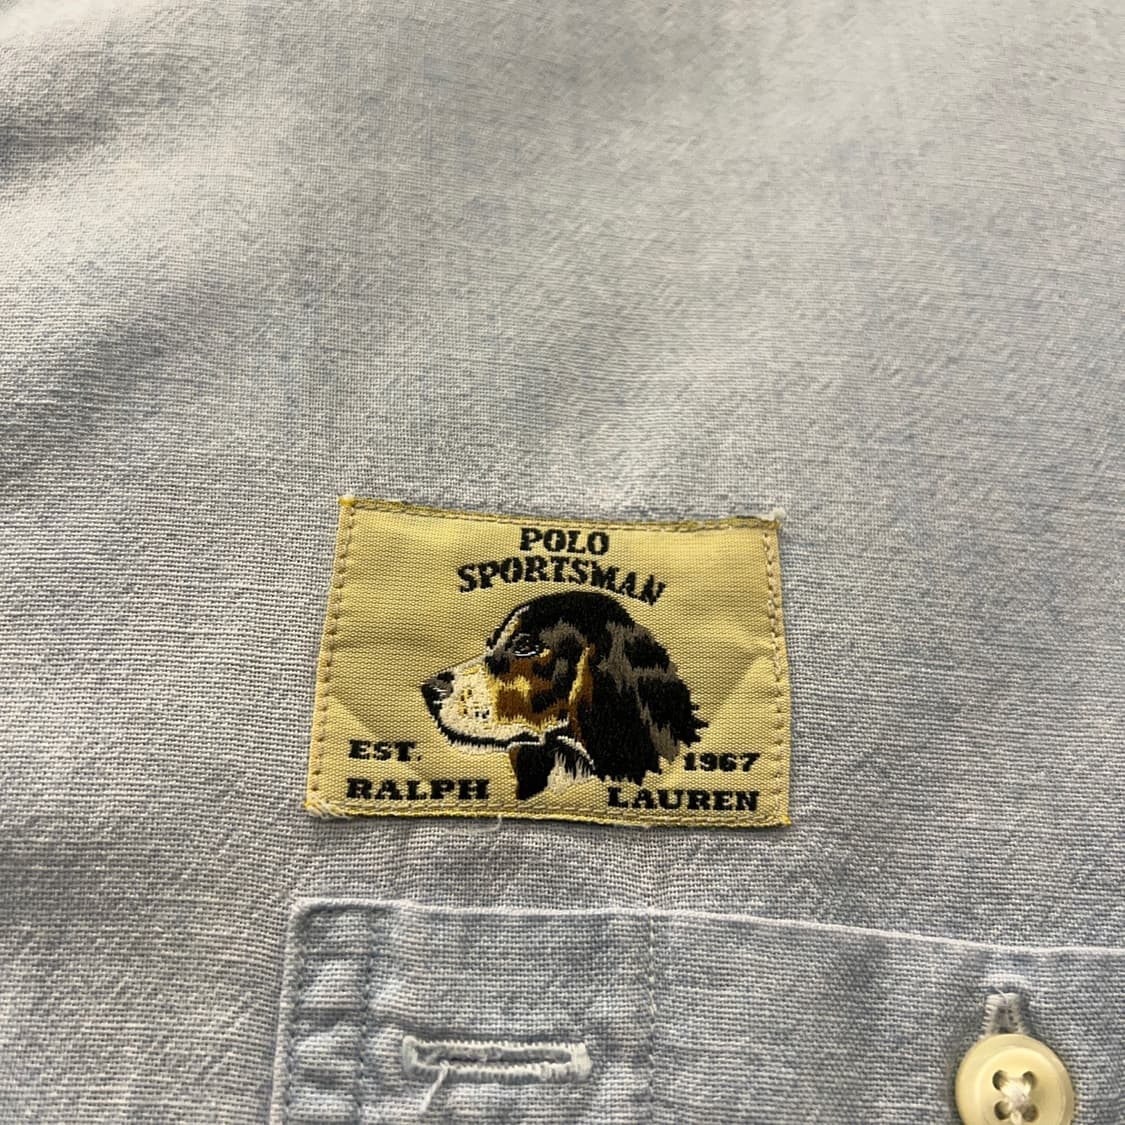 POLO
SPORTSMAN
EST. 1967
RALPH LAUREN